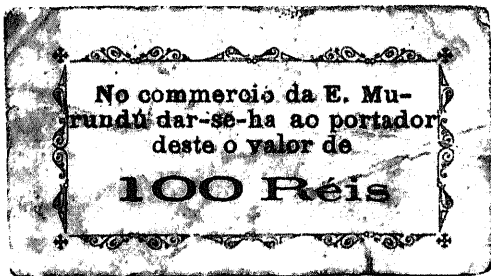 No commercio da E. Mu-
rundú dar-se-ha ao portador
deste o valor de
100 Réis